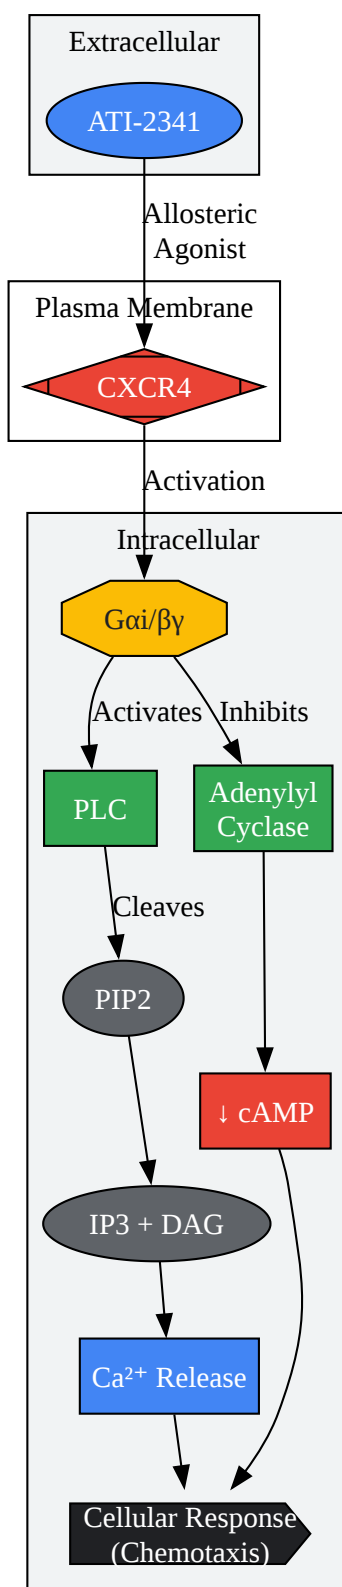 Extracellular
ATI-2341
Allosteric
Agonist
Plasma Membrane
CXCR4
Activation
Intracellular
Gαi/βγ
Activates
Inhibits
PLC
Adenylyl
Cyclase
Cleaves
PIP2
↓ cAMP
IP3 + DAG
Ca²⁺ Release
Cellular Response
(Chemotaxis)